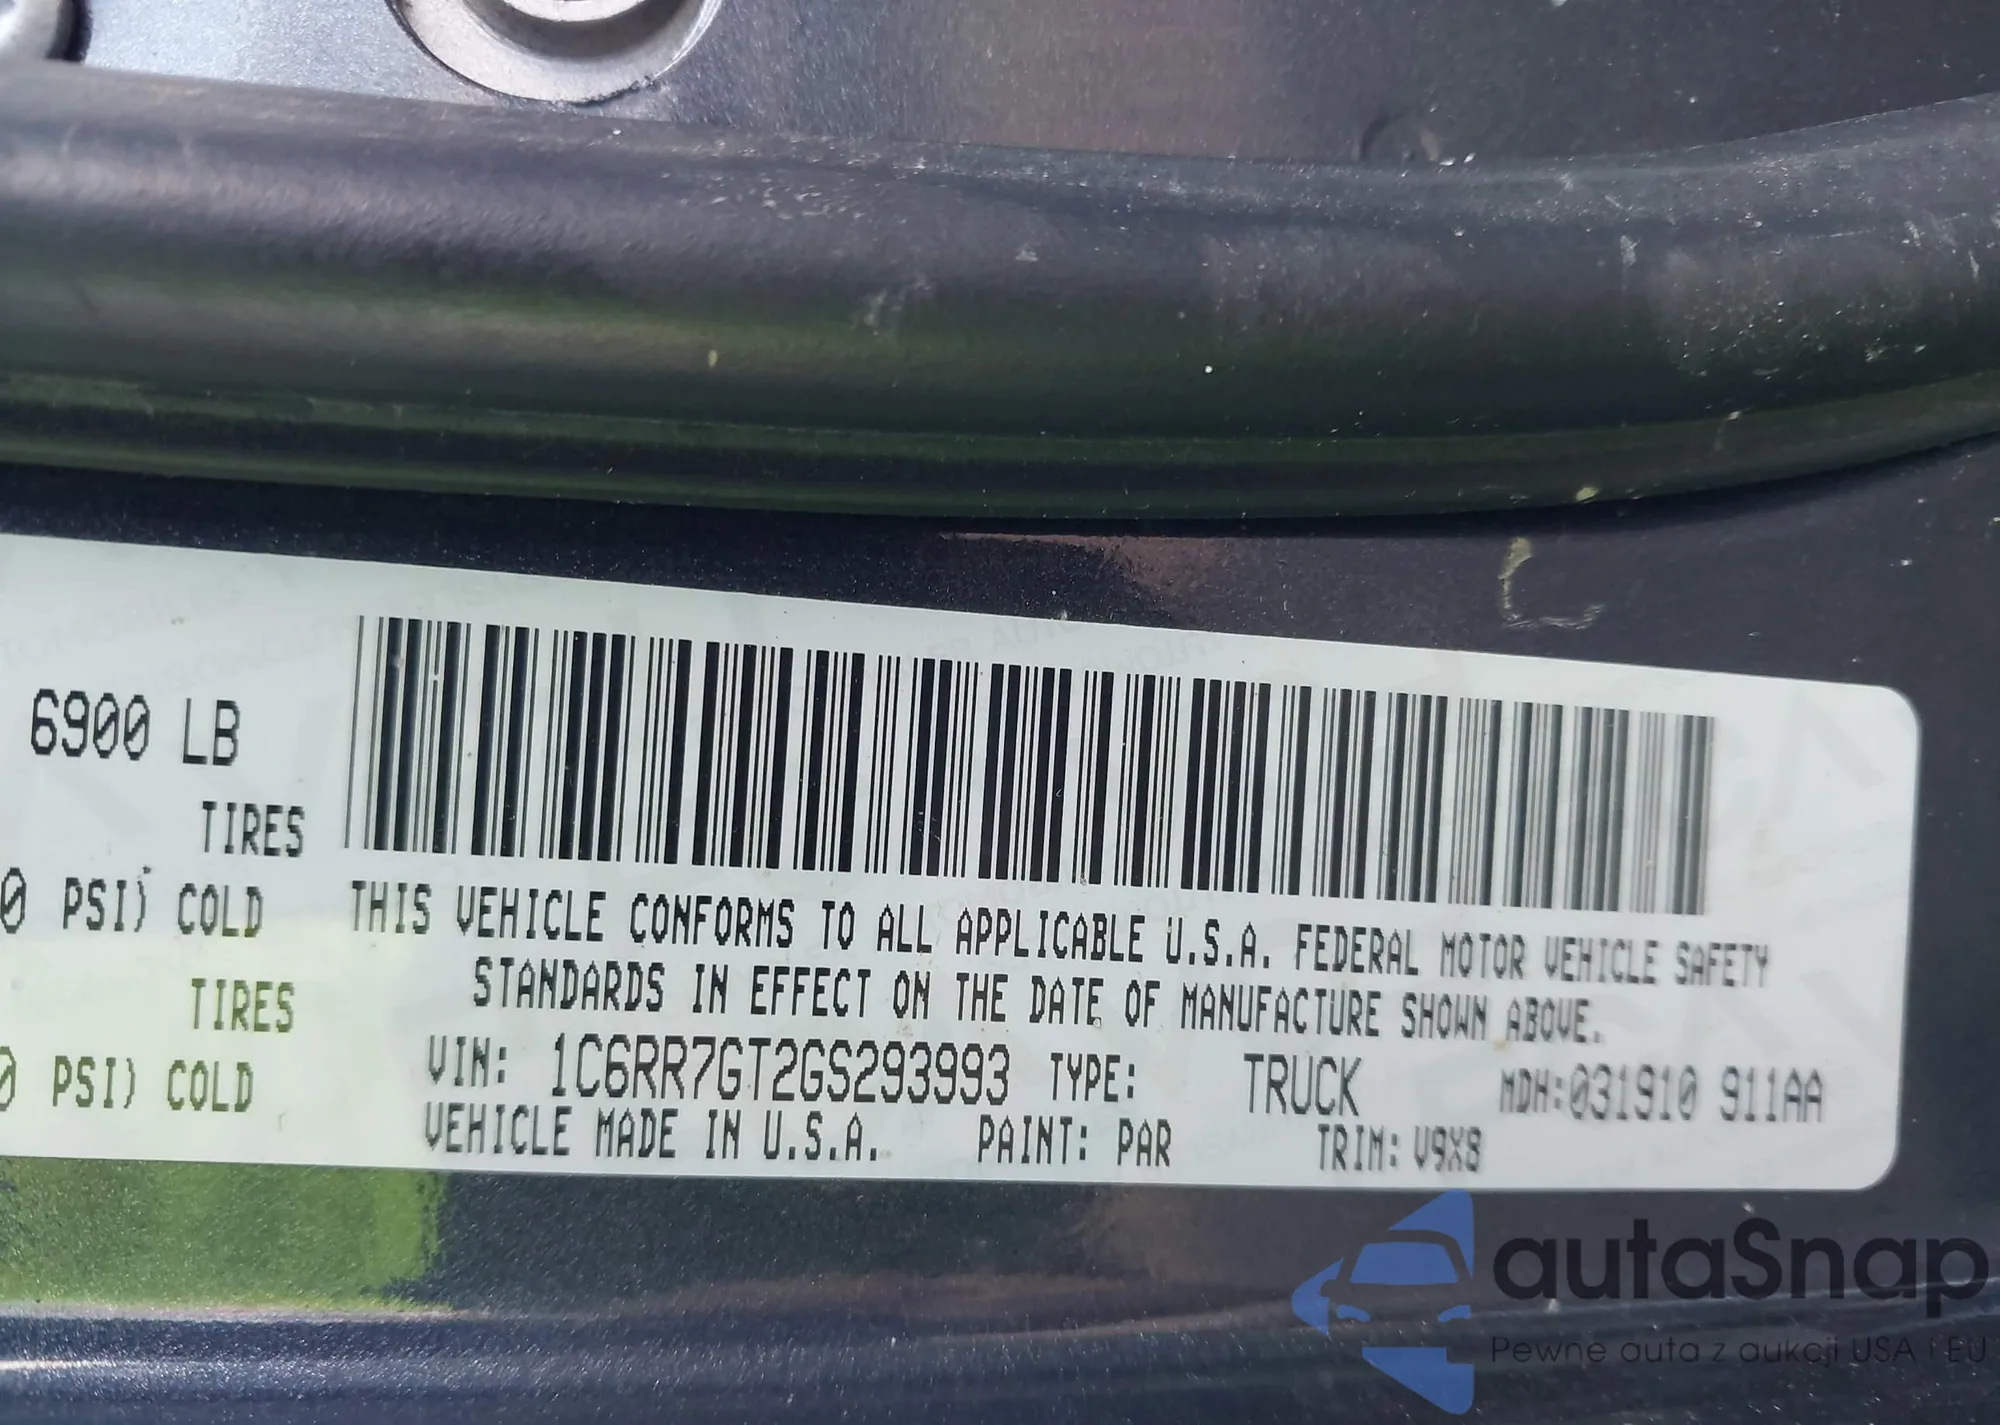 6900 LB
TIRES
0 PSI) COLD
TIRES
0 PSI) COLD
THIS VEHICLE CONFORMS TO ALL APPLICABLE U.S.A. FEDERAL MOTOR VEHICLE SAFETY
STANDARDS IN EFFECT ON THE DATE OF MANUFACTURE SHOWN ABOVE.
VIN: 1C6RR7GT2GS293993 TYPE: TRUCK MDH:031910 911AA
VEHICLE MADE IN U.S.A. PAINT: PAR TRIM: V9X8
autaSnap
Pewne auta z aukcji USA i EU